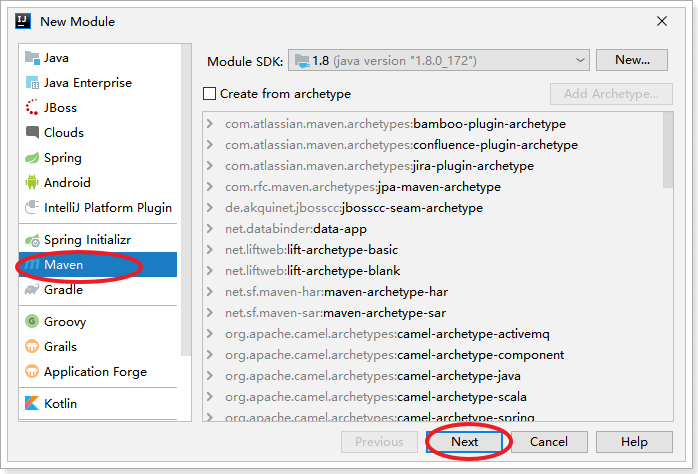 New Module
Java
Java Enterprise
JBoss
Clouds
Spring
Android
IntelliJ Platform Plugin
Spring Initializr
Maven
Gradle
Groovy
Grails
Application Forge
Kotlin
Module SDK: 1.8 (java version "1.8.0_172") New...
Create from archetype Add Archetype...
com.atlassian.maven.archetypes:bamboo-plugin-archetype
com.atlassian.maven.archetypes:confluence-plugin-archetype
com.atlassian.maven.archetypes:jira-plugin-archetype
com.rfc.maven.archetypes:jpa-maven-archetype
de.akquinet.jbosscc:jbosscc-seam-archetype
net.databinder:data-app
net.liftweb:lift-archetype-basic
net.liftweb:lift-archetype-blank
net.sf.maven-har:maven-archetype-har
net.sf.maven-sar:maven-archetype-sar
org.apache.camel.archetypes:camel-archetype-activemq
org.apache.camel.archetypes:camel-archetype-component
org.apache.camel.archetypes:camel-archetype-java
org.apache.camel.archetypes:camel-archetype-scala
org.apache.camel.archetypes:camel-archetype-spring
Previous Next Cancel Help